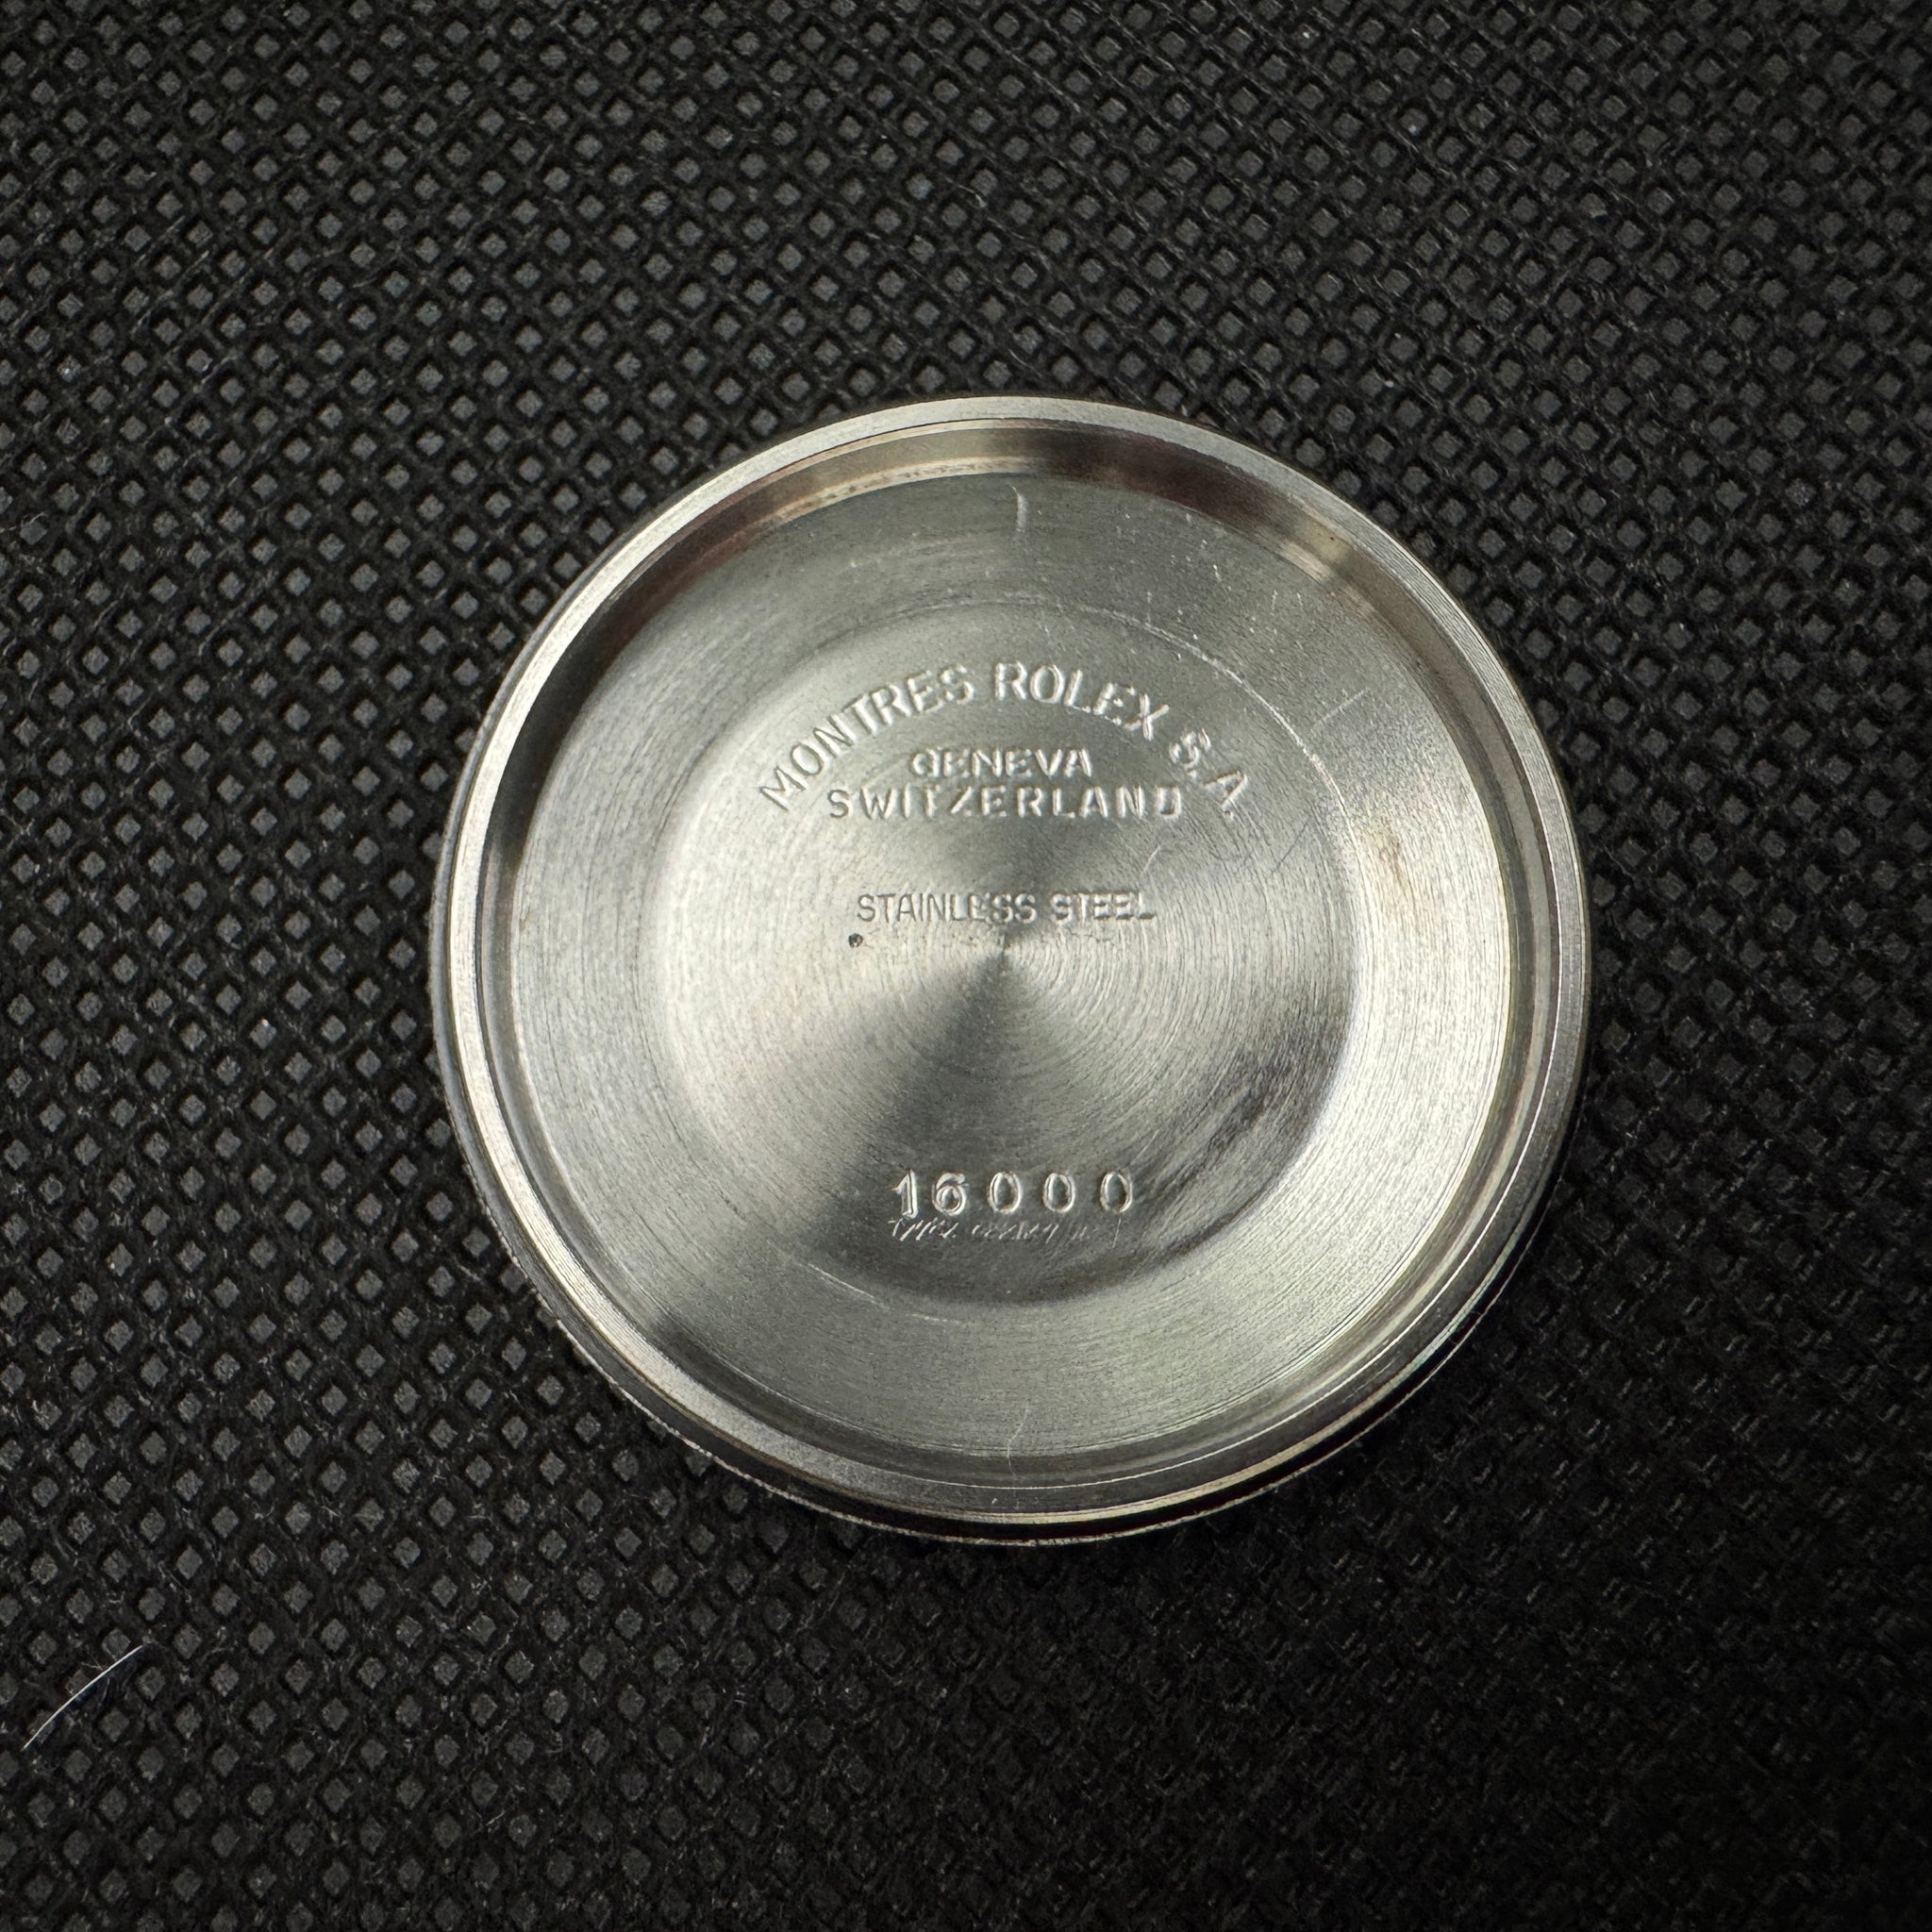 MONTRES ROLEX S.A
GENEVA
SWITZERLAND
STAINLESS STEEL
16000